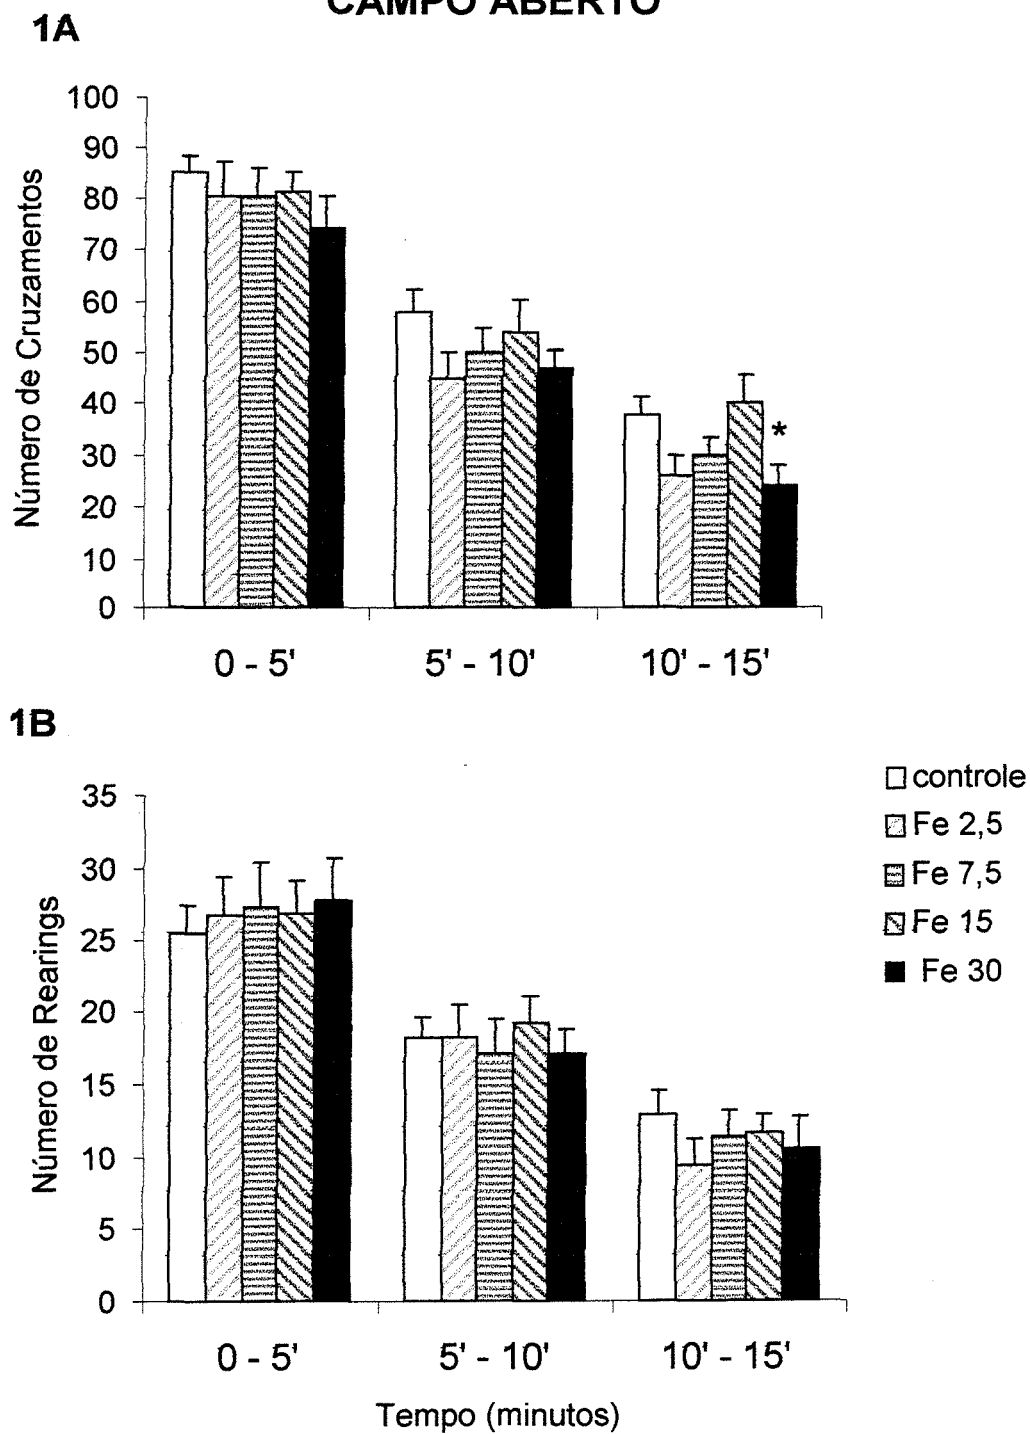 CAMPO ABERTO
1A
Número de Cruzamentos
100
90
80
70
60
50
40
30
20
10
0
*
0 - 5' 5' - 10' 10' - 15'
1B
Número de Rearings
35
30
25
20
15
10
5
0
0 - 5' 5' - 10' 10' - 15'
Tempo (minutos)
controle
Fe 2,5
Fe 7,5
Fe 15
Fe 30